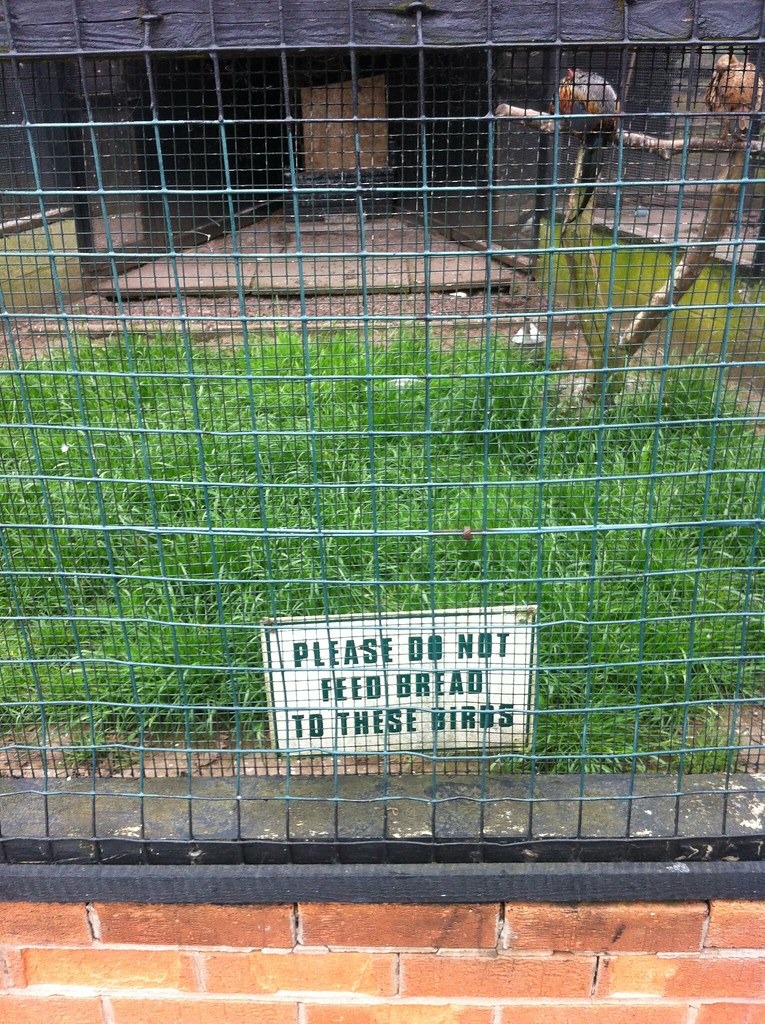 PLEASE DO NOT
FEED BREAD
TO THESE BIRDS